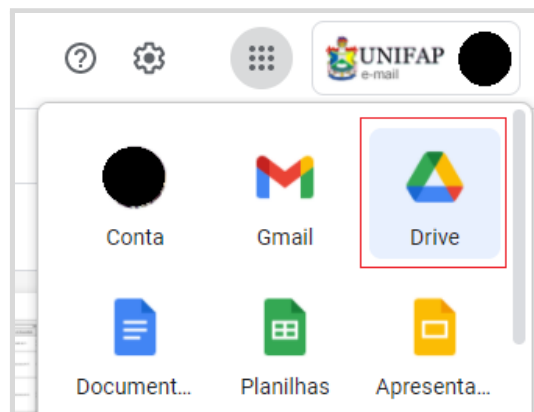 UNIFAP
e-mail
Conta Gmail Drive
Document... Planilhas Apresenta...